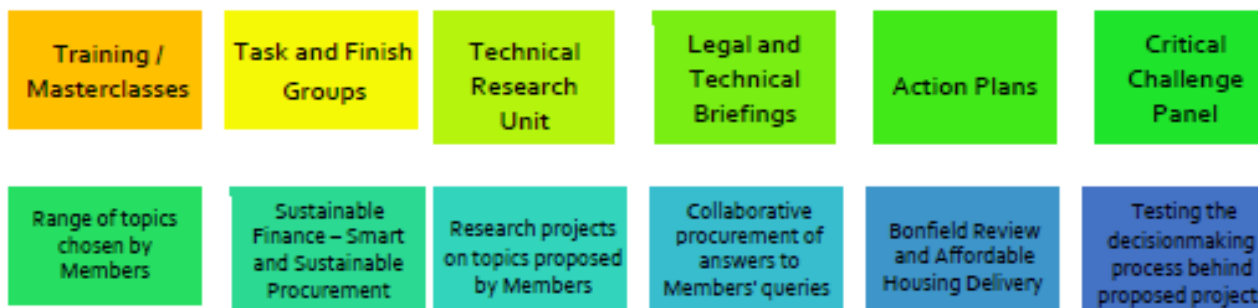 Training /
Masterclasses
Task and Finish
Groups
Technical
Research
Unit
Legal and
Technical
Briefings
Action Plans
Critical
Challenge
Panel
Range of topics
chosen by
Members
Sustainable
Finance – Smart
and Sustainable
Procurement
Research projects
on topics proposed
by Members
Collaborative
procurement of
answers to
Members' queries
Bonfield Review
and Affordable
Housing Delivery
Testing the
decisionmaking
process behind
proposed project